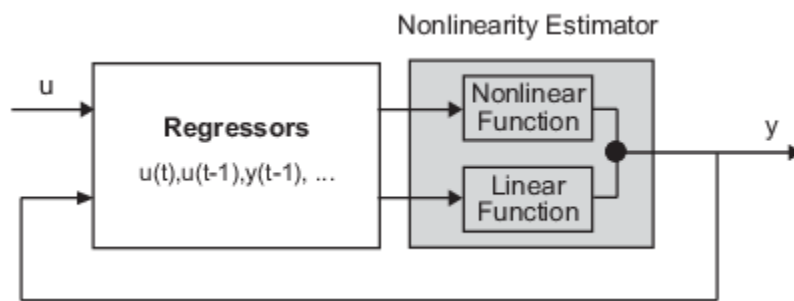 Nonlinearity Estimator
u
Regressors
u(t),u(t-1),y(t-1), ...
Nonlinear
Function
Linear
Function
y